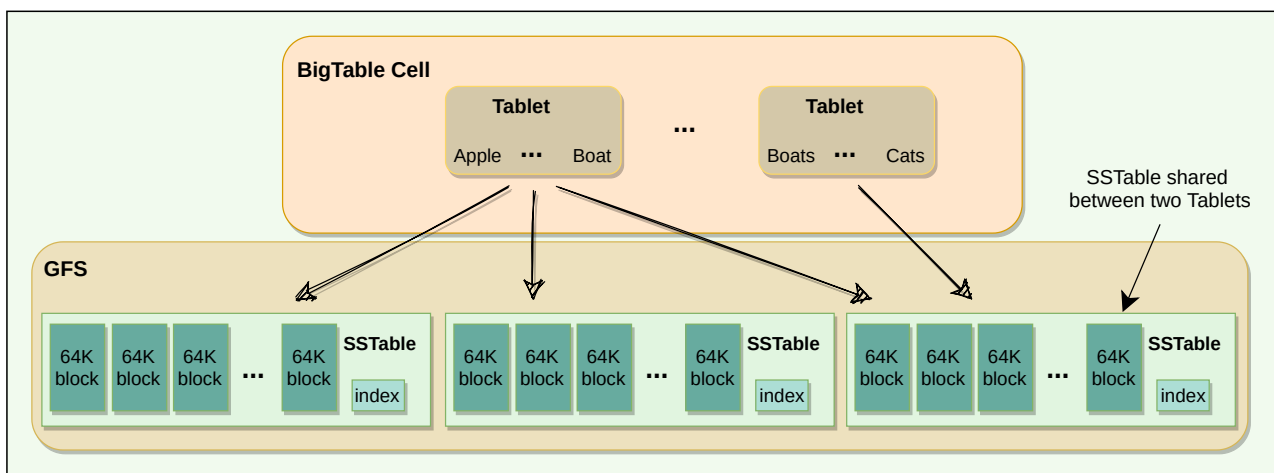 BigTable Cell
Tablet
Apple ... Boat
...
Tablet
Boats ... Cats
SSTable shared
between two Tablets
GFS
64K
block
64K
block
64K
block
...
64K
block
SSTable
index
64K
block
64K
block
64K
block
...
64K
block
SSTable
index
64K
block
64K
block
64K
block
...
64K
block
SSTable
index